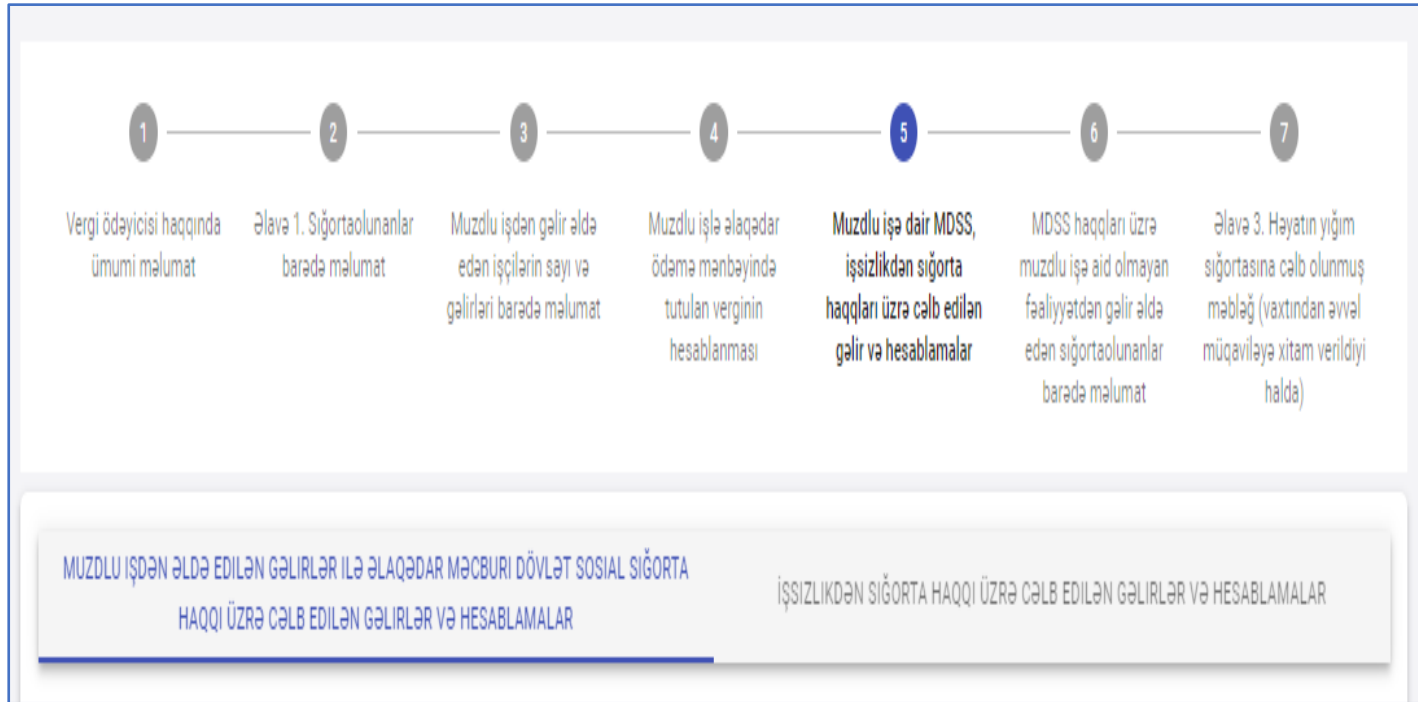 1
2
3
4
5
6
7
Vergi ödəyicisi haqqında
ümumi məlumat
Əlavə 1. Sığortaolunanlar
barədə məlumat
Muzdlu işdən gəlir əldə
edən işçilərin sayı və
gəlirləri barədə məlumat
Muzdlu işlə əlaqədar
ödəmə mənbəyində
tutulan verginin
hesablanması
Muzdlu işə dair MDSS,
işsizlikdən sığorta
haqqları üzrə cəlb edilən
gəlir və hesablamalar
MDSS haqqları üzrə
muzdlu işə aid olmayan
fəaliyyətdən gəlir əldə
edən sığortaolunanlar
barədə məlumat
Əlavə 3. Həyatın yığım
sığortasına cəlb olunmuş
məbləğ (vaxtından əvvəl
müqaviləyə xitam verildiyi
halda)
MUZDLU IŞDƏN ƏLDƏ EDILƏN GƏLIRLƏR ILƏ ƏLAQƏDAR MƏCBURI DÖVLƏT SOSIAL SIĞORTA
HAQQI ÜZRƏ CƏLB EDILƏN GƏLIRLƏR VƏ HESABLAMALAR
İŞSIZLIKDƏN SIĞORTA HAQQI ÜZRƏ CƏLB EDILƏN GƏLIRLƏR VƏ HESABLAMALAR